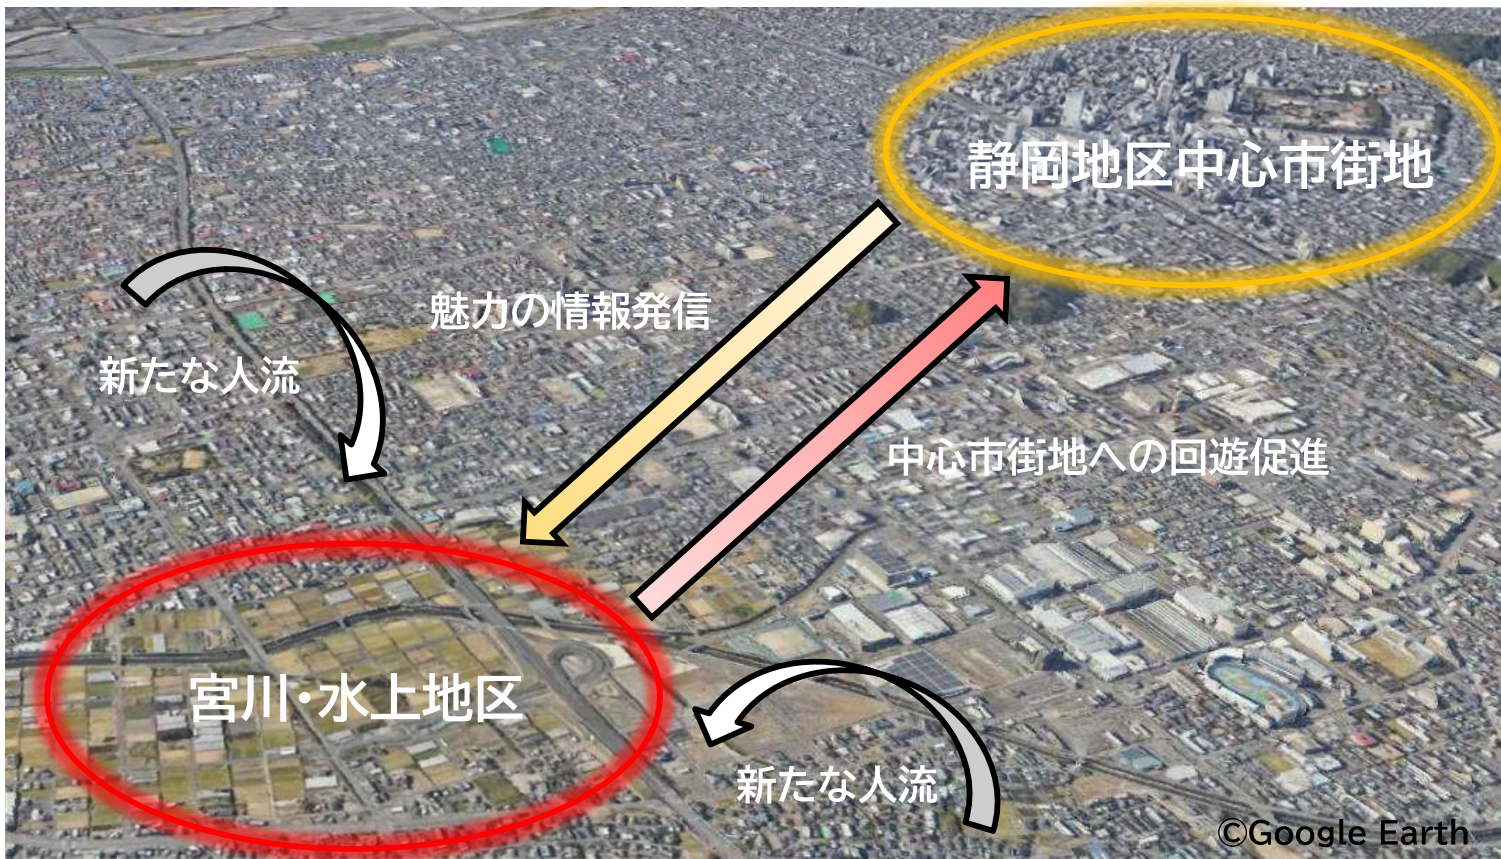 静岡地区中心市街地
魅力の情報発信
新たな人流
中心市街地への回遊促進
宮川・水上地区
新たな人流
©Google Earth